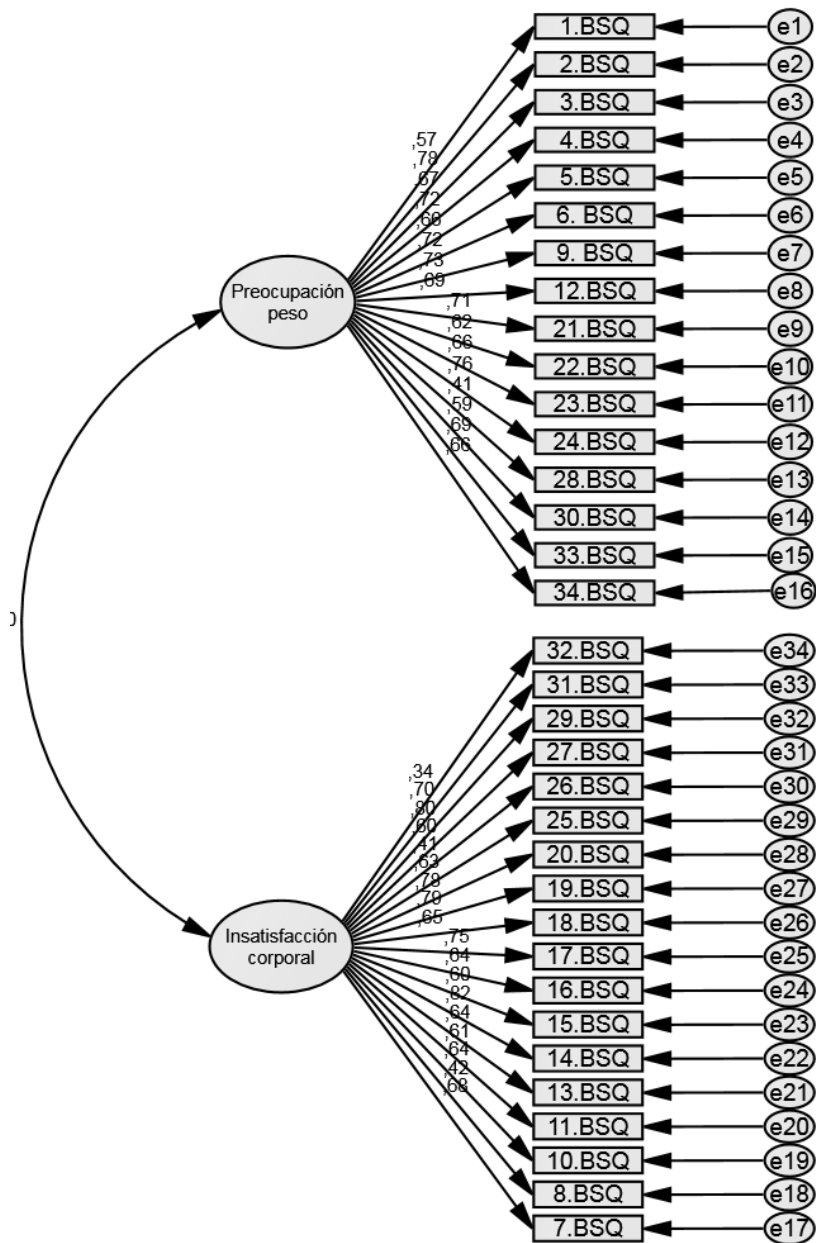 1.BSQ
e1
2.BSQ
e2
3.BSQ
e3
4.BSQ
e4
5.BSQ
e5
6. BSQ
e6
9. BSQ
e7
12.BSQ
e8
21.BSQ
e9
22.BSQ
e10
23.BSQ
e11
24.BSQ
e12
28.BSQ
e13
30.BSQ
e14
33.BSQ
e15
34.BSQ
e16
,57
,78
,67
,72
,66
,72
,73
,69
,71
,62
,66
,76
,41
,59
,69
,66
Preocupación
peso
32.BSQ
e34
31.BSQ
e33
29.BSQ
e32
27.BSQ
e31
26.BSQ
e30
25.BSQ
e29
20.BSQ
e28
19.BSQ
e27
18.BSQ
e26
17.BSQ
e25
16.BSQ
e24
15.BSQ
e23
14.BSQ
e22
13.BSQ
e21
11.BSQ
e20
10.BSQ
e19
8.BSQ
e18
7.BSQ
e17
,34
,70
,80
,60
,41
,63
,78
,79
,65
,75
,64
,60
,82
,64
,61
,64
,42
,68
Insatisfacción
corporal